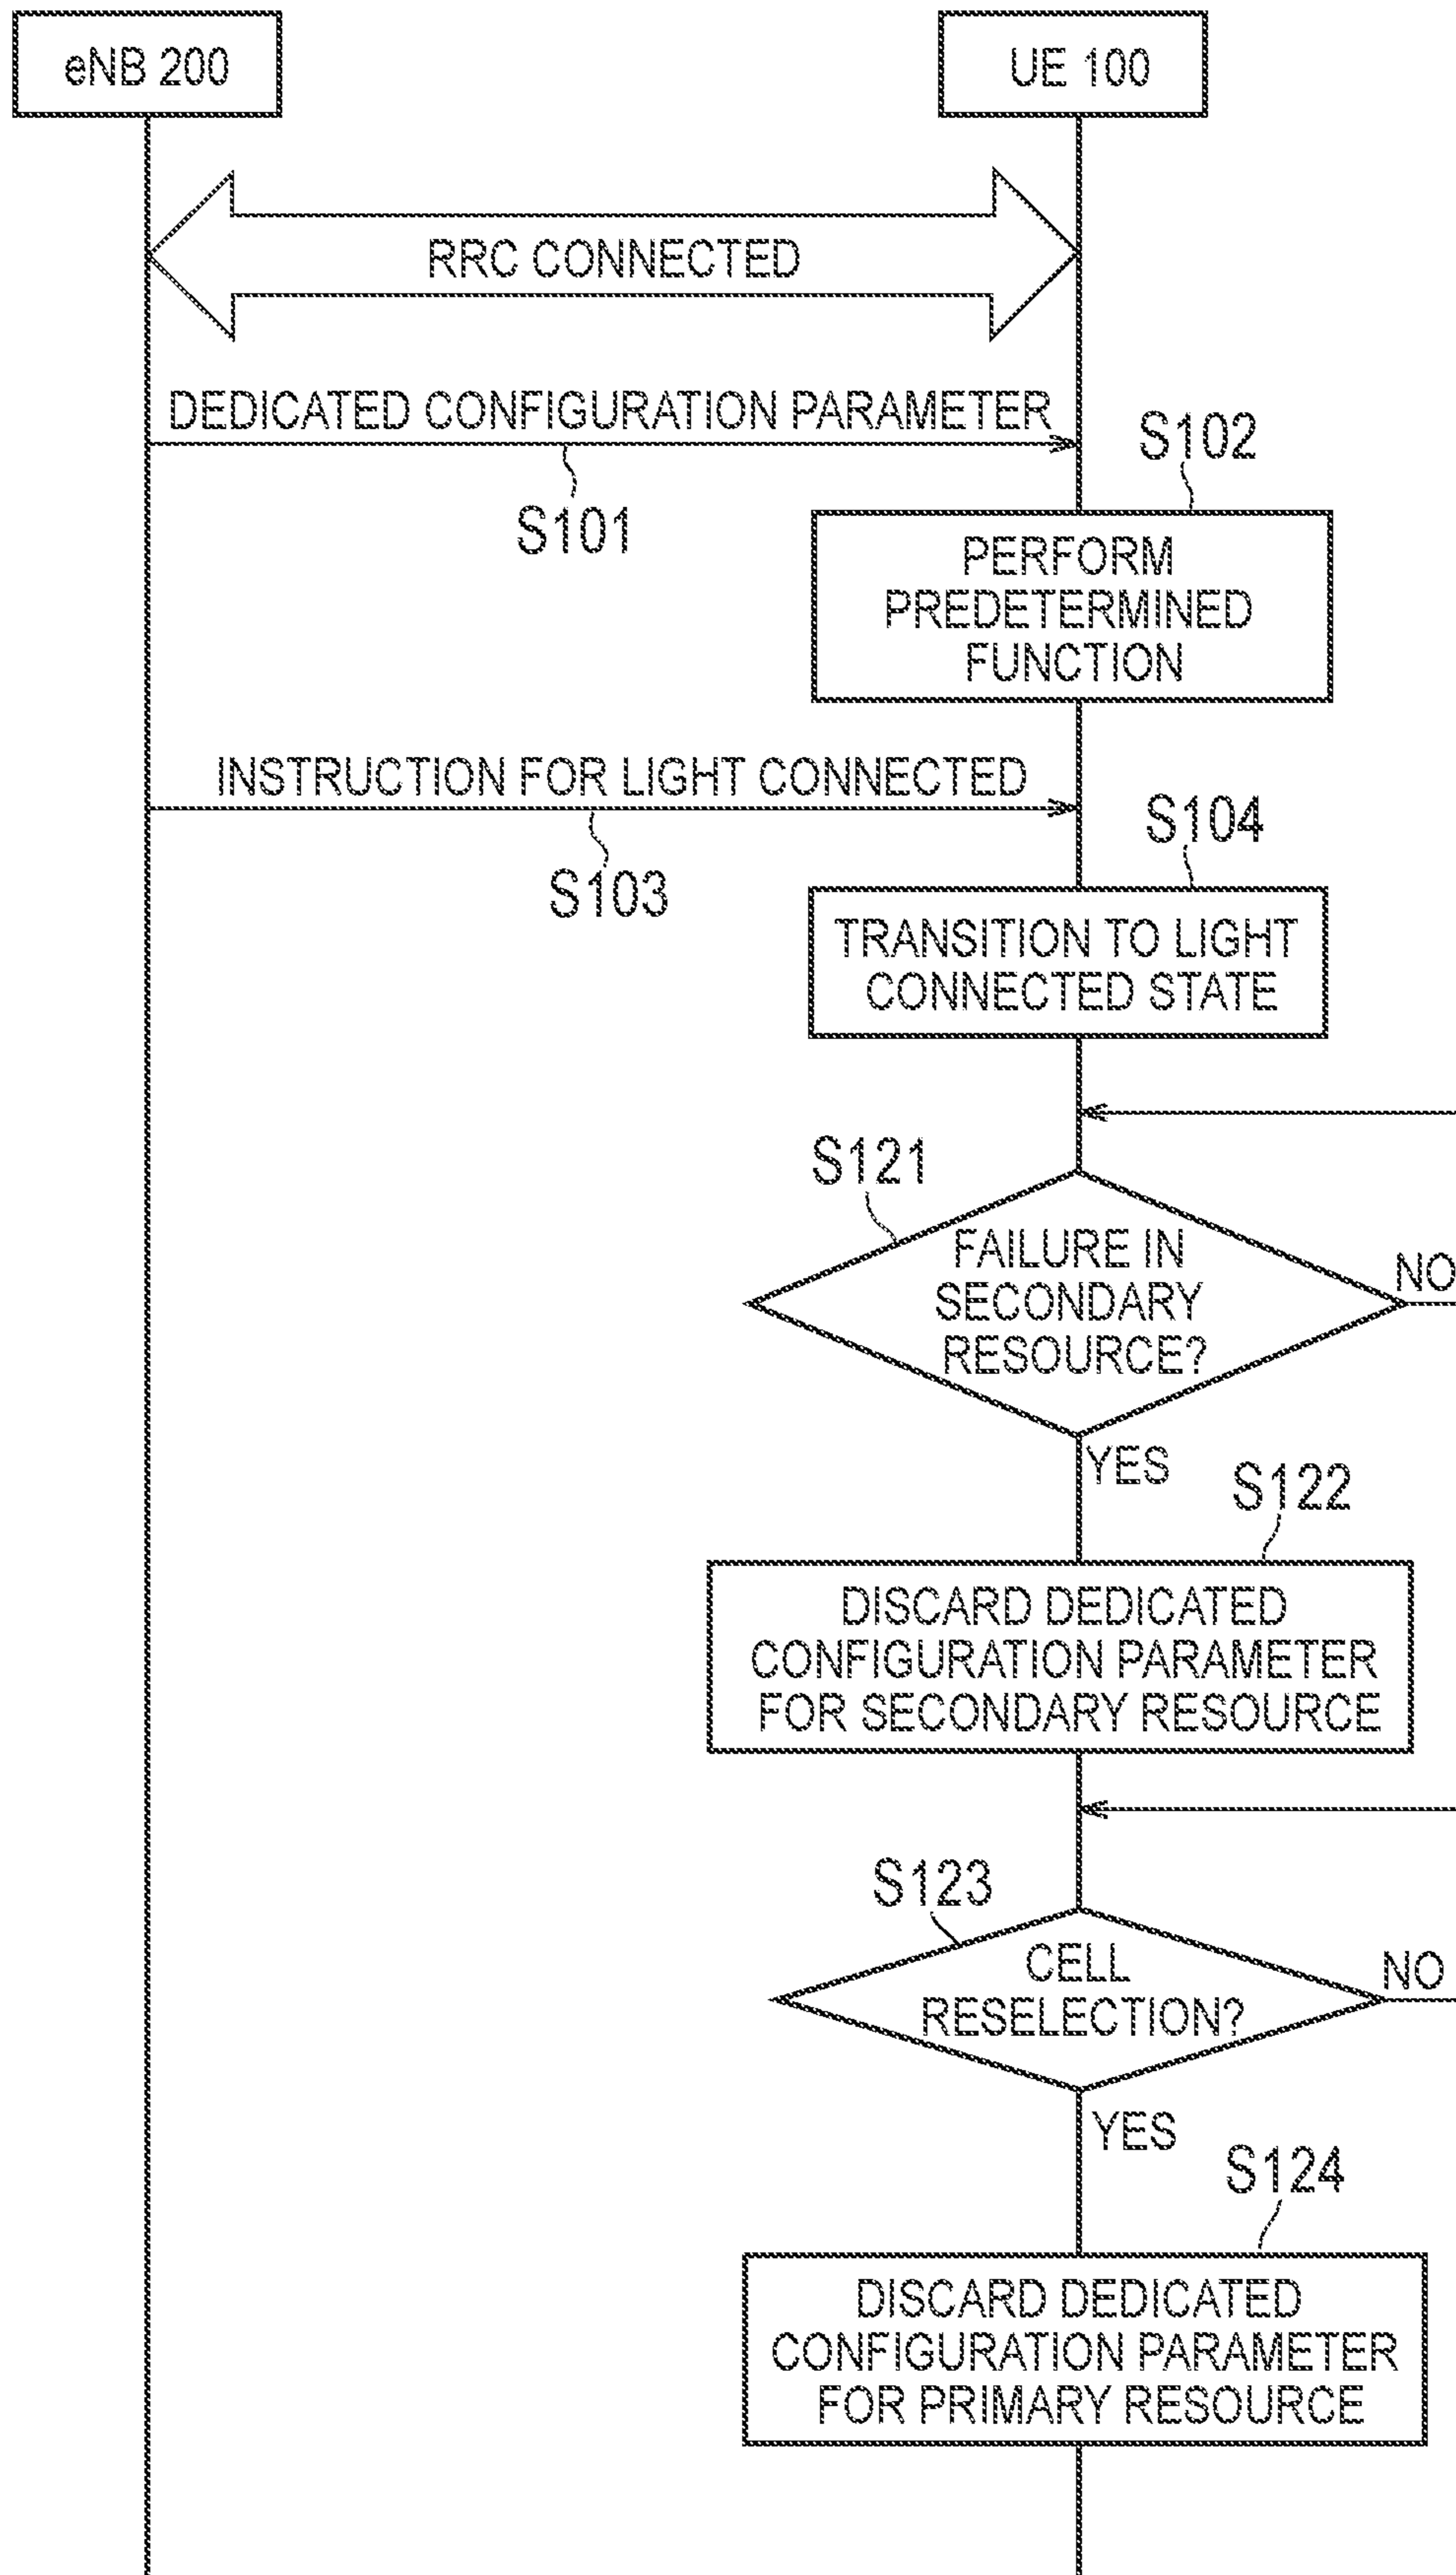 eNB 200
UE 100
RRC CONNECTED
DEDICATED CONFIGURATION PARAMETER
S101
S102
PERFORM
PREDETERMINED
FUNCTION
INSTRUCTION FOR LIGHT CONNECTED
S103
S104
TRANSITION TO LIGHT
CONNECTED STATE
S121
FAILURE IN
SECONDARY
RESOURCE?
NO
YES
S122
DISCARD DEDICATED
CONFIGURATION PARAMETER
FOR SECONDARY RESOURCE
S123
CELL
RESELECTION?
NO
YES
S124
DISCARD DEDICATED
CONFIGURATION PARAMETER
FOR PRIMARY RESOURCE